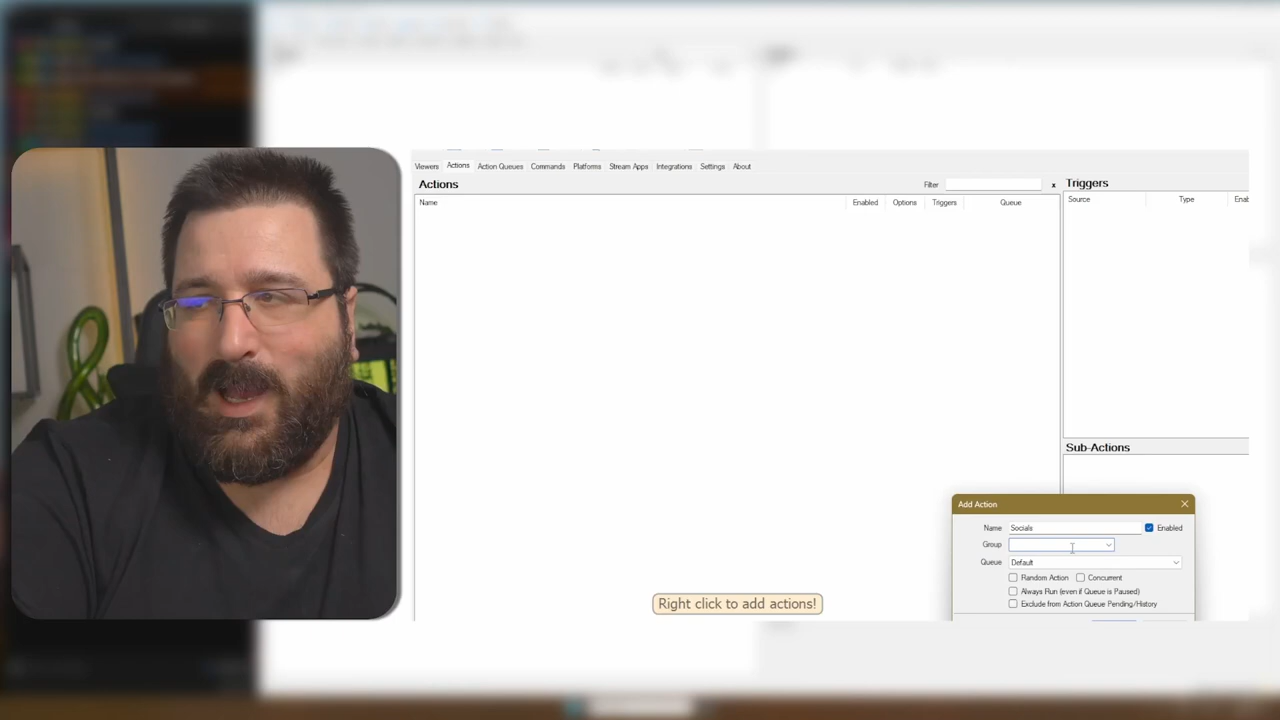 Viewers Actions Action Queues Commands Platforms Stream Apps Integrations Settings About
Actions Filter x
Name Enabled Options Triggers Queue
Triggers
Source Type Enab
Sub-Actions
Add Action
Name Socials Enabled
Group
Queue Default
Random Action Concurrent
Always Run (even if Queue is Paused)
Exclude from Action Queue Pending/History
Right click to add actions!